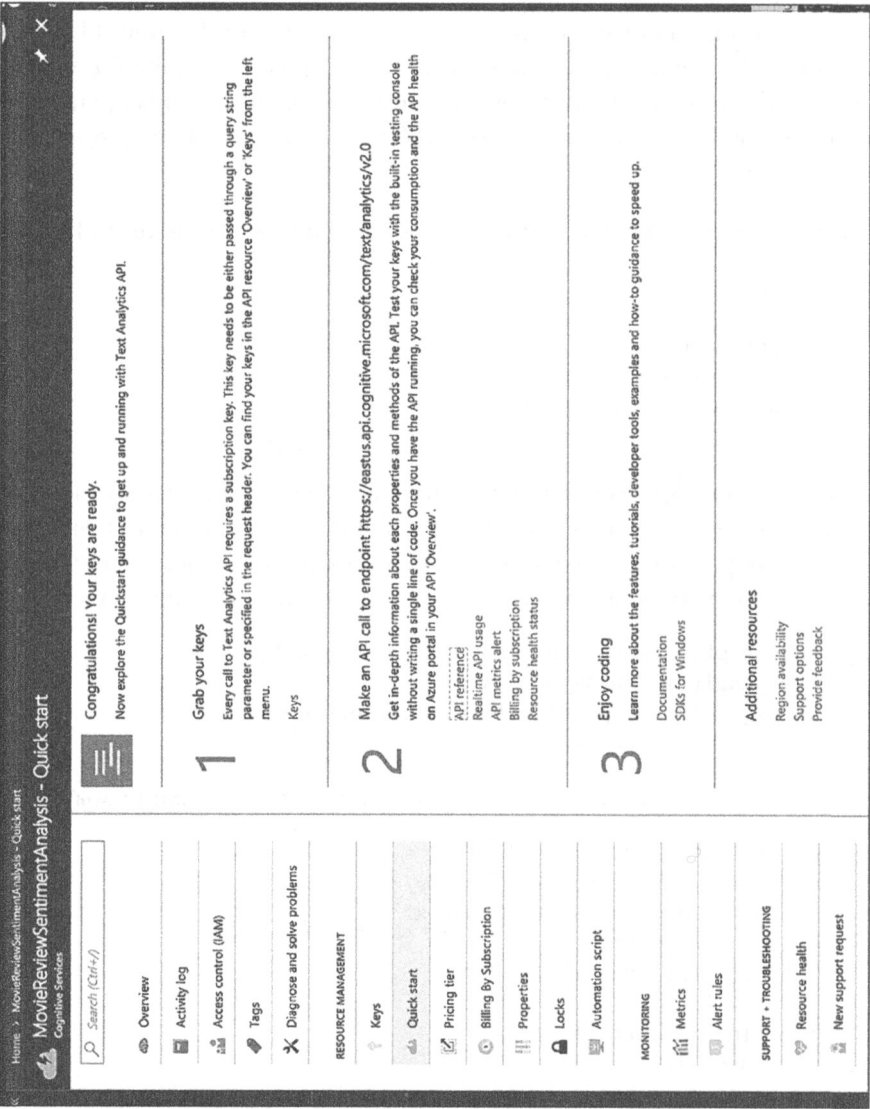 Home > MovieReviewSentimentAnalysis - Quick start
MovieReviewSentimentAnalysis - Quick start
Cognitive Services
Search (Ctrl+/)
Overview
Activity log
Access control (IAM)
Tags
Diagnose and solve problems
RESOURCE MANAGEMENT
Keys
Quick start
Pricing tier
Billing By Subscription
Properties
Locks
Automation script
MONITORING
Metrics
Alert rules
SUPPORT + TROUBLESHOOTING
Resource health
New support request
Congratulations! Your keys are ready.
Now explore the Quickstart guidance to get up and running with Text Analytics API.
1
Grab your keys
Every call to Text Analytics API requires a subscription key. This key needs to be either passed through a query string
parameter or specified in the request header. You can find your keys in the API resource 'Overview' or 'Keys' from the left
menu.
Keys
2
Make an API call to endpoint https://eastus.api.cognitive.microsoft.com/text/analytics/v2.0
Get in-depth information about each properties and methods of the API. Test your keys with the built-in testing console
without writing a single line of code. Once you have the API running, you can check your consumption and the API health
on Azure portal in your API 'Overview'.
API reference
Realtime API usage
API metrics alert
Billing by subscription
Resource health status
3
Enjoy coding
Learn more about the features, tutorials, developer tools, examples and how-to guidance to speed up.
Documentation
SDKs for Windows
Additional resources
Region availability
Support options
Provide feedback